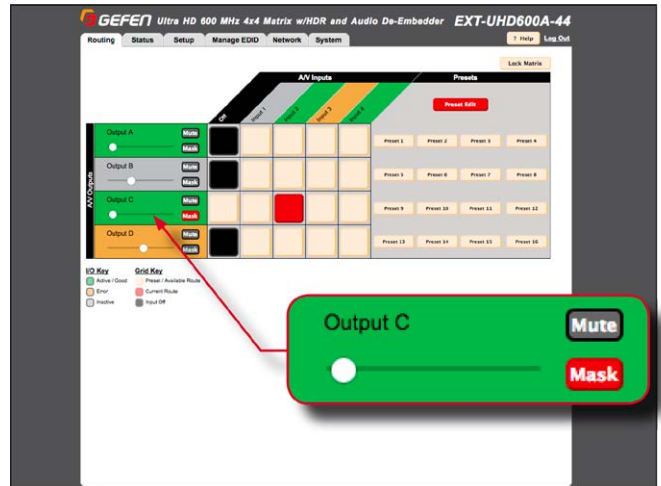 GEFEN Ultra HD 600 MHz 4x4 Matrix w/HDR and Audio De-Embedder EXT-UHD600A-44
Routing Status Setup Manage EDID Network System ? Help Log Out
Lock Matrix
A/V Inputs Presets
Off Input 1 Input 2 Input 3 Input 4
Preset Edit
A/V Outputs
Output A Mute
Mask
Preset 1 Preset 2 Preset 3 Preset 4
Output B Mute
Mask
Preset 5 Preset 6 Preset 7 Preset 8
Output C Mute
Mask
Preset 9 Preset 10 Preset 11 Preset 12
Output D Mute
Mask
Preset 13 Preset 14 Preset 15 Preset 16
I/O Key Grid Key
Active / Good Preset / Available Route
Error Current Route
Inactive Input Off
Output C Mute
Mask